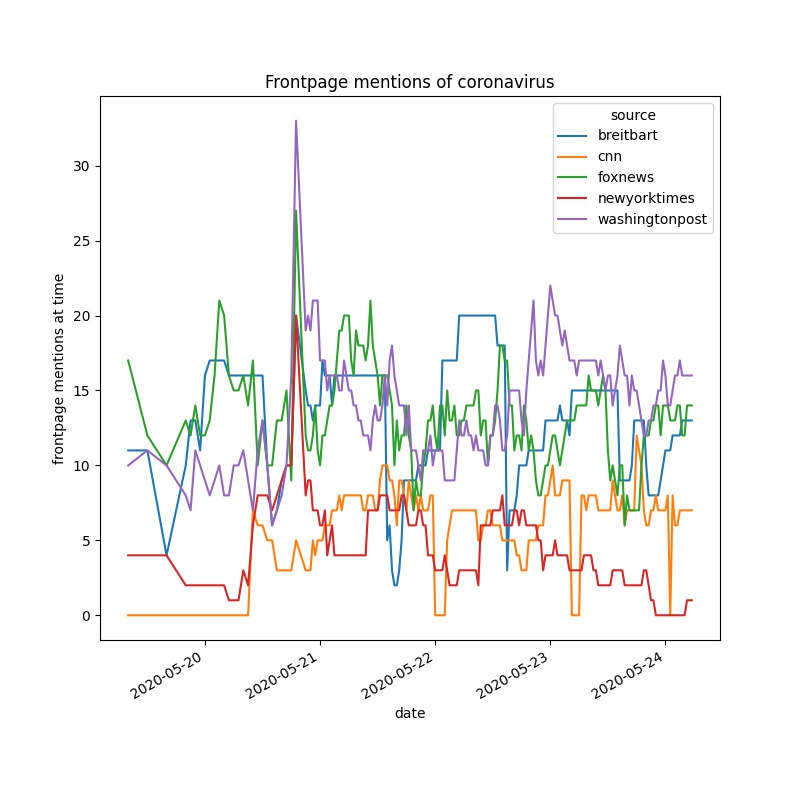 Frontpage mentions of coronavirus
source
breitbart
cnn
foxnews
newyorktimes
washingtonpost
frontpage mentions at time
30
25
20
15
10
5
0
2020-05-20
2020-05-21
2020-05-22
2020-05-23
2020-05-24
date